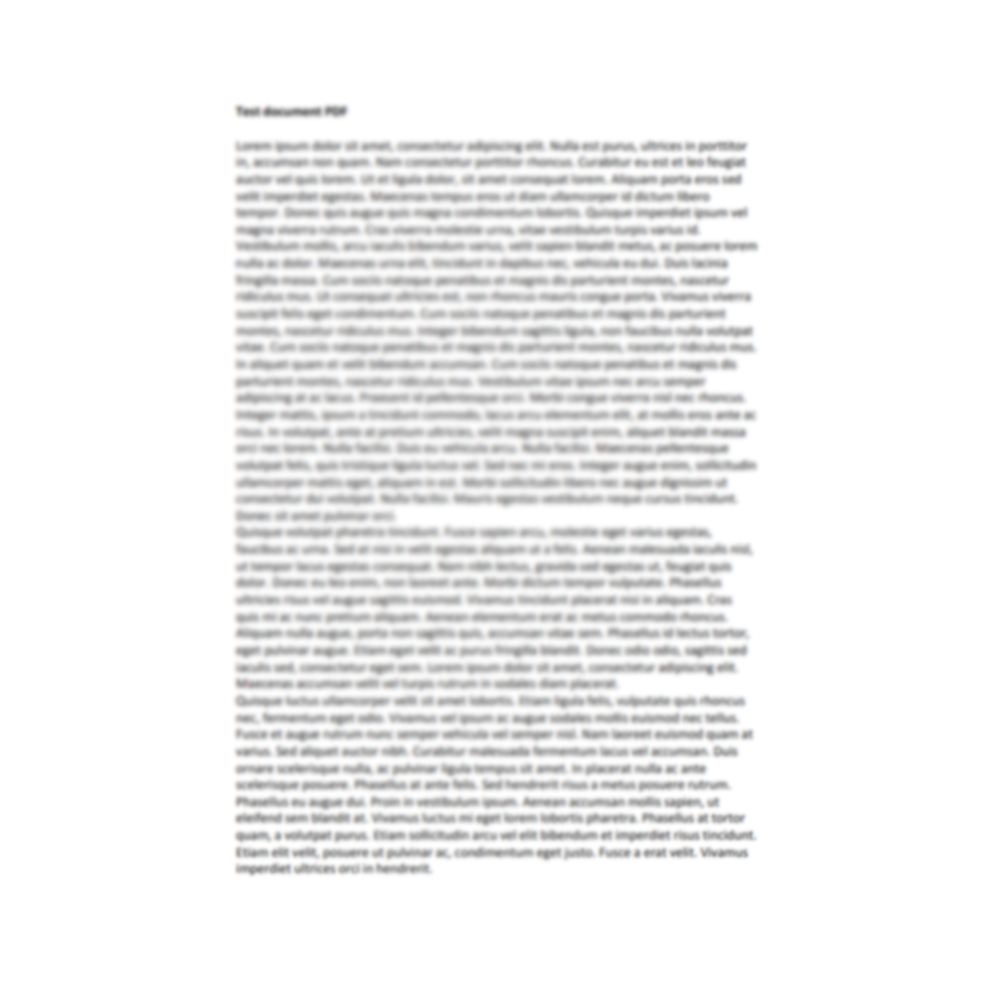 Test document PDF
Lorem ipsum dolor sit amet, consectetur adipiscing elit. Nulla est purus, ultrices in porttitor
in, accumsan non quam. Nam consectetur porttitor rhoncus. Curabitur eu est et leo feugiat
auctor vel quis lorem. Ut et ligula dolor, sit amet consequat lorem. Aliquam porta eros sed
velit imperdiet egestas. Maecenas tempus eros ut diam ullamcorper id dictum libero
tempor. Donec quis augue quis magna condimentum lobortis. Quisque imperdiet ipsum vel
magna viverra rutrum. Cras viverra molestie urna, vitae vestibulum turpis varius id.
Vestibulum mollis, arcu iaculis bibendum varius, velit sapien blandit metus, ac posuere lorem
nulla ac dolor. Maecenas urna elit, tincidunt in dapibus nec, vehicula eu dui. Duis lacinia
fringilla massa. Cum sociis natoque penatibus et magnis dis parturient montes, nascetur
ridiculus mus. Ut consequat ultricies est, non rhoncus mauris congue porta. Vivamus viverra
suscipit felis eget condimentum. Cum sociis natoque penatibus et magnis dis parturient
montes, nascetur ridiculus mus. Integer bibendum sagittis ligula, non faucibus nulla volutpat
vitae. Cum sociis natoque penatibus et magnis dis parturient montes, nascetur ridiculus mus.
In aliquet quam et velit bibendum accumsan. Cum sociis natoque penatibus et magnis dis
parturient montes, nascetur ridiculus mus. Vestibulum vitae ipsum nec arcu semper
adipiscing at ac lacus. Praesent id pellentesque orci. Morbi congue viverra nisl nec rhoncus.
Integer mattis, ipsum a tincidunt commodo, lacus arcu elementum elit, at mollis eros ante ac
risus. In volutpat, ante at pretium ultricies, velit magna suscipit enim, aliquet blandit massa
orci nec lorem. Nulla facilisi. Duis eu vehicula arcu. Nulla facilisi. Maecenas pellentesque
volutpat felis, quis tristique ligula luctus vel. Sed nec mi eros. Integer augue enim, sollicitudin
ullamcorper mattis eget, aliquam in est. Morbi sollicitudin libero nec augue dignissim ut
consectetur dui volutpat. Nulla facilisi. Mauris egestas vestibulum neque cursus tincidunt.
Donec sit amet pulvinar orci.
Quisque volutpat pharetra tincidunt. Fusce sapien arcu, molestie eget varius egestas,
faucibus ac urna. Sed at nisi in velit egestas aliquam ut a felis. Aenean malesuada iaculis nisl,
ut tempor lacus egestas consequat. Nam nibh lectus, gravida sed egestas ut, feugiat quis
dolor. Donec eu leo enim, non laoreet ante. Morbi dictum tempor vulputate. Phasellus
ultricies risus vel augue sagittis euismod. Vivamus tincidunt placerat nisi in aliquam. Cras
quis mi ac nunc pretium aliquam. Aenean elementum erat ac metus commodo rhoncus.
Aliquam nulla augue, porta non sagittis quis, accumsan vitae sem. Phasellus id lectus tortor,
eget pulvinar augue. Etiam eget velit ac purus fringilla blandit. Donec odio odio, sagittis sed
iaculis sed, consectetur eget sem. Lorem ipsum dolor sit amet, consectetur adipiscing elit.
Maecenas accumsan velit vel turpis rutrum in sodales diam placerat.
Quisque luctus ullamcorper velit sit amet lobortis. Etiam ligula felis, vulputate quis rhoncus
nec, fermentum eget odio. Vivamus vel ipsum ac augue sodales mollis euismod nec tellus.
Fusce et augue rutrum nunc semper vehicula vel semper nisl. Nam laoreet euismod quam at
varius. Sed aliquet auctor nibh. Curabitur malesuada fermentum lacus vel accumsan. Duis
ornare scelerisque nulla, ac pulvinar ligula tempus sit amet. In placerat nulla ac ante
scelerisque posuere. Phasellus at ante felis. Sed hendrerit risus a metus posuere rutrum.
Phasellus eu augue dui. Proin in vestibulum ipsum. Aenean accumsan mollis sapien, ut
eleifend sem blandit at. Vivamus luctus mi eget lorem lobortis pharetra. Phasellus at tortor
quam, a volutpat purus. Etiam sollicitudin arcu vel elit bibendum et imperdiet risus tincidunt.
Etiam elit velit, posuere ut pulvinar ac, condimentum eget justo. Fusce a erat velit. Vivamus
imperdiet ultrices orci in hendrerit.